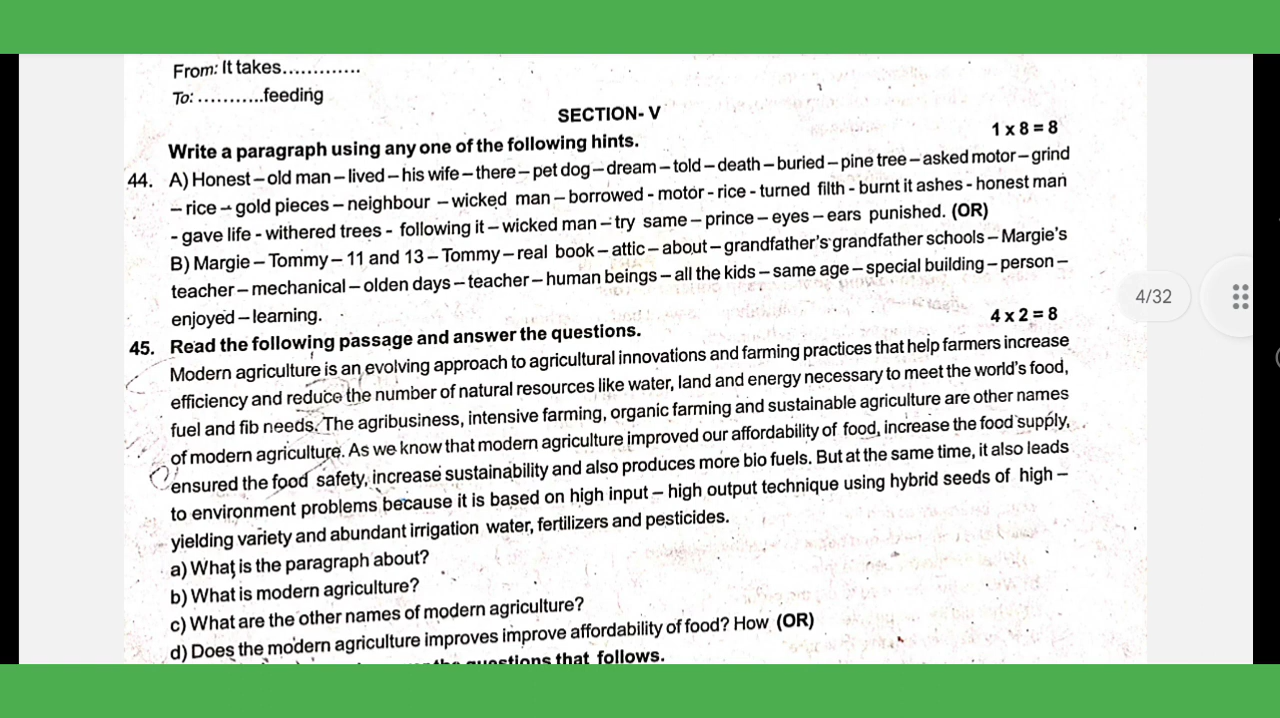 From: It takes.............
To: ...........feeding
SECTION- V
Write a paragraph using any one of the following hints. 1 x 8 = 8
44. A) Honest – old man – lived – his wife – there – pet dog – dream – told – death – buried – pine tree – asked motor – grind
– rice – gold pieces – neighbour – wicked man – borrowed - motor - rice - turned filth - burnt it ashes - honest man
- gave life - withered trees - following it – wicked man – try same – prince – eyes – ears punished. (OR)
B) Margie – Tommy – 11 and 13 – Tommy – real book – attic – about – grandfather's grandfather schools – Margie's
teacher – mechanical – olden days – teacher – human beings – all the kids – same age – special building – person –
enjoyed – learning.
45. Read the following passage and answer the questions. 4 x 2 = 8
Modern agriculture is an evolving approach to agricultural innovations and farming practices that help farmers increase
efficiency and reduce the number of natural resources like water, land and energy necessary to meet the world's food,
fuel and fib needs. The agribusiness, intensive farming, organic farming and sustainable agriculture are other names
of modern agriculture. As we know that modern agriculture improved our affordability of food, increase the food supply,
ensured the food safety, increase sustainability and also produces more bio fuels. But at the same time, it also leads
to environment problems because it is based on high input – high output technique using hybrid seeds of high –
yielding variety and abundant irrigation water, fertilizers and pesticides.
a) What is the paragraph about?
b) What is modern agriculture?
c) What are the other names of modern agriculture?
d) Does the modern agriculture improves improve affordability of food? How (OR)
questions that follows.
4/32